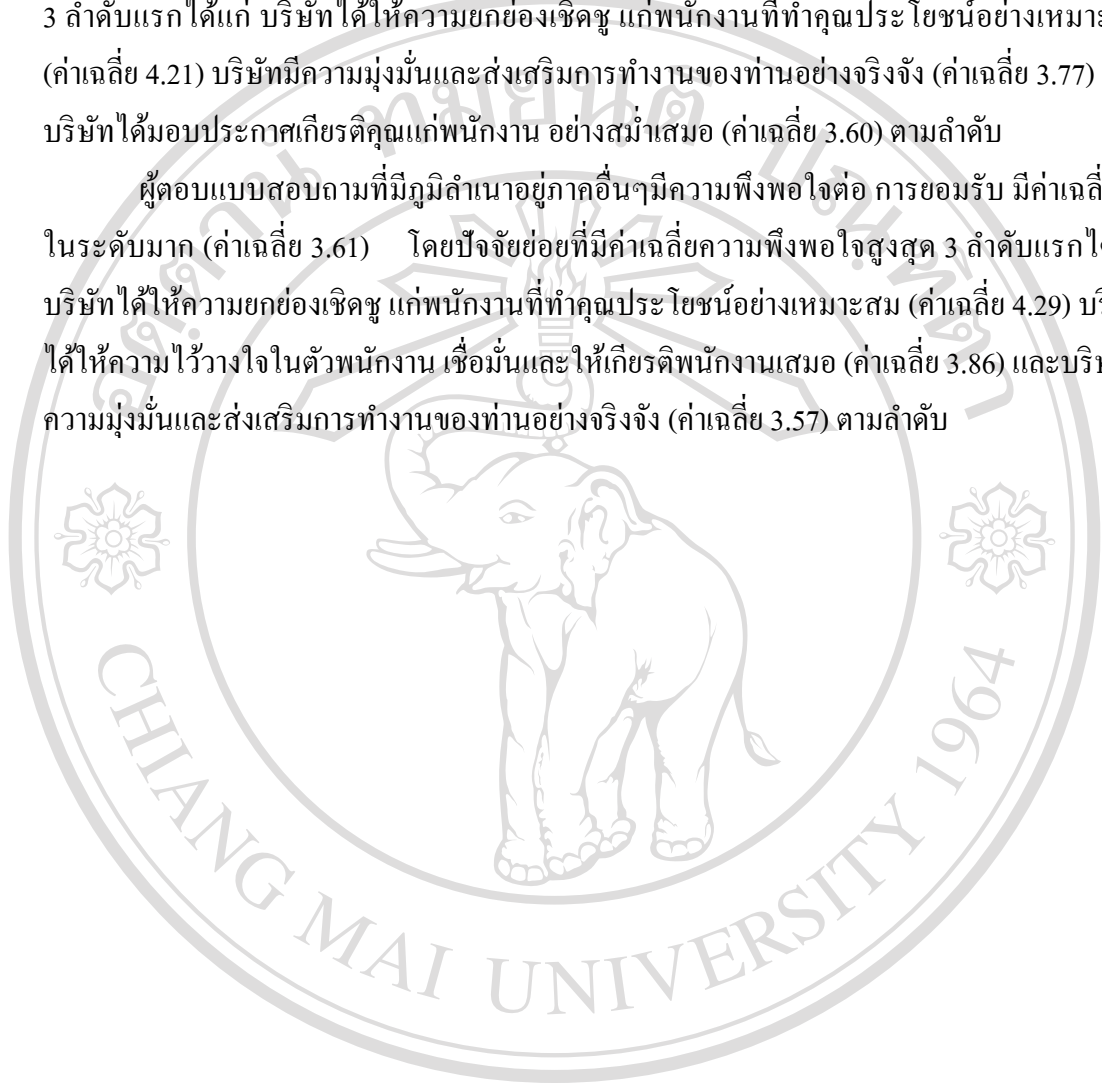 3 ลำดับแรกได้แก่ บริษัทได้ให้ความยกย่องเชิดชู แก่พนักงานที่ทำคุณประโยชน์อย่างเหมาะ
(ค่าเฉลี่ย 4.21) บริษัทมีความมุ่งมั่นและส่งเสริมการทำงานของท่านอย่างจริงจัง (ค่าเฉลี่ย 3.77)
บริษัทได้มอบประกาศเกียรติคุณแก่พนักงาน อย่างสม่ำเสมอ (ค่าเฉลี่ย 3.60) ตามลำดับ
ผู้ตอบแบบสอบถามที่มีภูมิลำเนาอยู่ภาคอื่นๆมีความพึงพอใจต่อ การยอมรับ มีค่าเฉลี่
ในระดับมาก (ค่าเฉลี่ย 3.61) โดยปัจจัยย่อยที่มีค่าเฉลี่ยความพึงพอใจสูงสุด 3 ลำดับแรกไ
บริษัทได้ให้ความยกย่องเชิดชู แก่พนักงานที่ทำคุณประโยชน์อย่างเหมาะสม (ค่าเฉลี่ย 4.29) บริ
ได้ให้ความไว้วางใจในตัวพนักงาน เชื่อมั่นและให้เกียรติพนักงานเสมอ (ค่าเฉลี่ย 3.86) และบริษ
ความมุ่งมั่นและส่งเสริมการทำงานของท่านอย่างจริงจัง (ค่าเฉลี่ย 3.57) ตามลำดับ
อตฺตานํ ทมยนฺติ ปณฺฑิตา
CHIANG MAI UNIVERSITY 1964